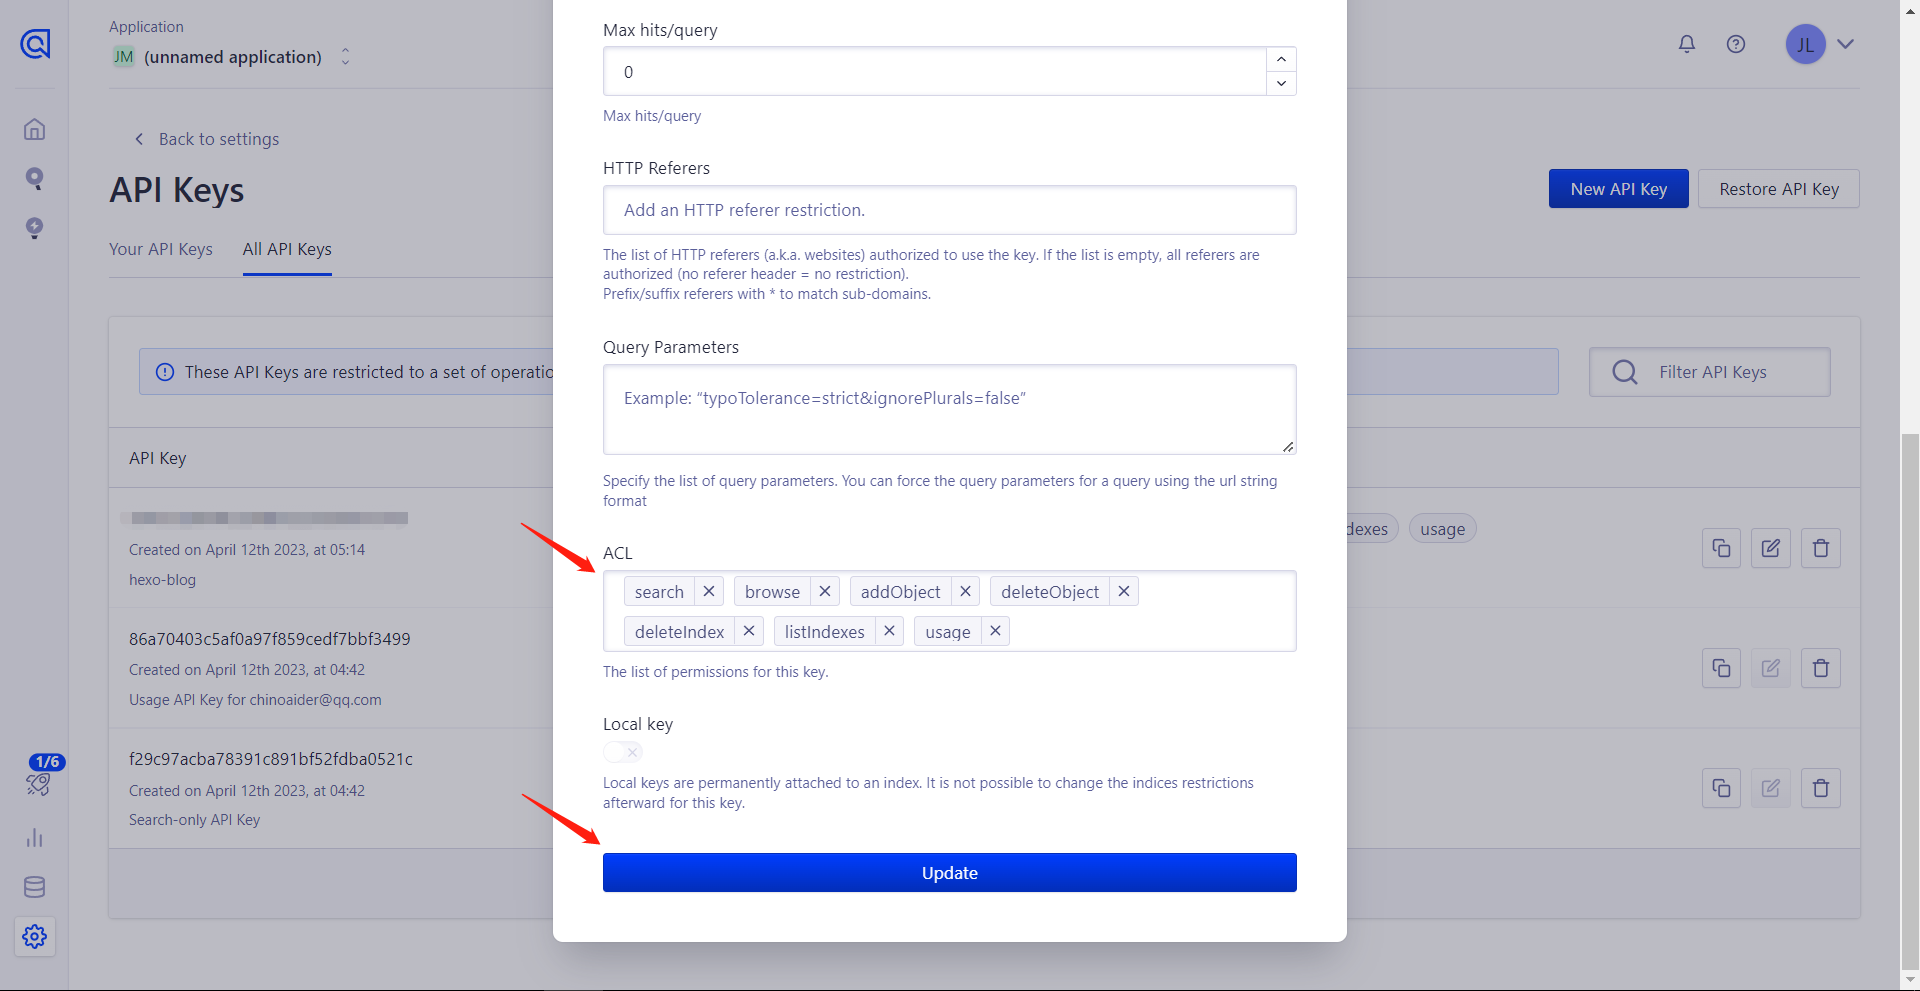 Application
JM (unnamed application)
JL
Back to settings
API Keys
New API Key
Restore API Key
Your API Keys
All API Keys
These API Keys are restricted to a set of operatio
Filter API Keys
API Key
Created on April 12th 2023, at 05:14
hexo-blog
dexes
usage
86a70403c5af0a97f859cedf7bbf3499
Created on April 12th 2023, at 04:42
Usage API Key for chinoaider@qq.com
f29c97acba78391c891bf52fdba0521c
Created on April 12th 2023, at 04:42
Search-only API Key
1/6
Max hits/query
0
Max hits/query
HTTP Referers
Add an HTTP referer restriction.
The list of HTTP referers (a.k.a. websites) authorized to use the key. If the list is empty, all referers are
authorized (no referer header = no restriction).
Prefix/suffix referers with * to match sub-domains.
Query Parameters
Example: “typoTolerance=strict&ignorePlurals=false”
Specify the list of query parameters. You can force the query parameters for a query using the url string
format
ACL
search browse addObject deleteObject
deleteIndex listIndexes usage
The list of permissions for this key.
Local key
Local keys are permanently attached to an index. It is not possible to change the indices restrictions
afterward for this key.
Update